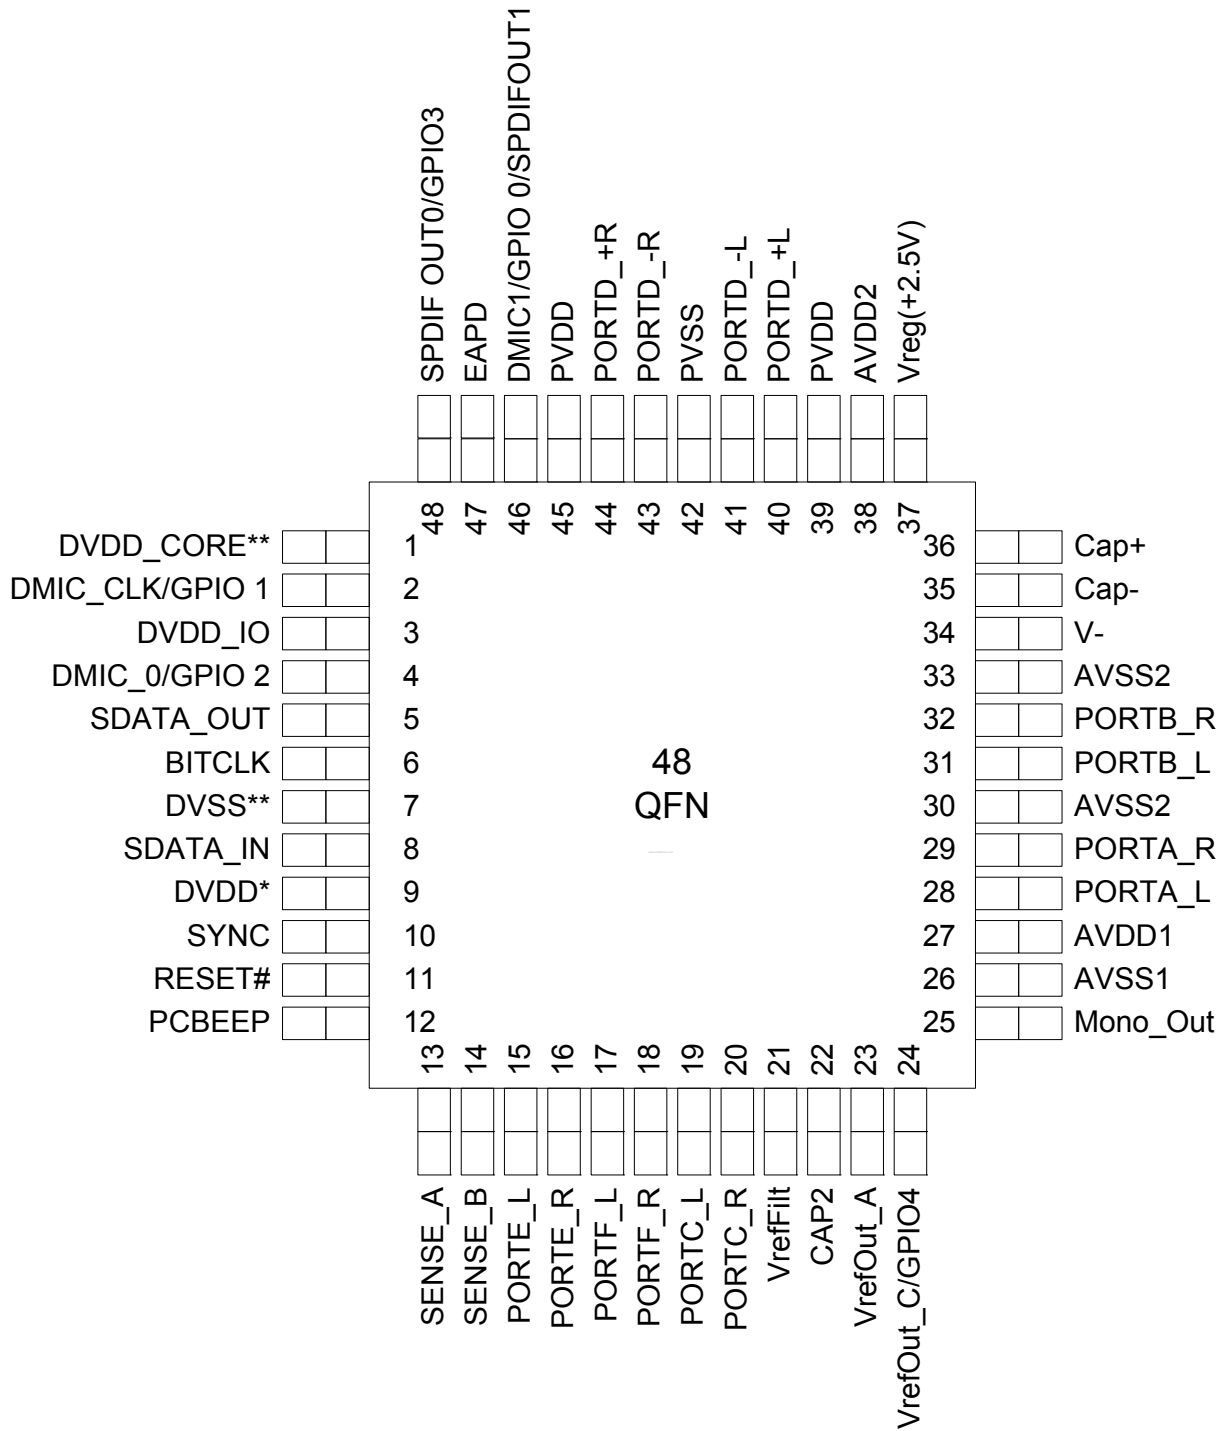 SPDIF OUT0/GPIO3
EAPD
DMIC1/GPIO 0/SPDIFOUT1
PVDD
PORTD_+R
PORTD_-R
PVSS
PORTD_-L
PORTD_+L
PVDD
AVDD2
Vreg(+2.5V)
48
47
46
45
44
43
42
41
40
39
38
37
DVDD_CORE** 1
DMIC_CLK/GPIO 1 2
DVDD_IO 3
DMIC_0/GPIO 2 4
SDATA_OUT 5
BITCLK 6
DVSS** 7
SDATA_IN 8
DVDD* 9
SYNC 10
RESET# 11
PCBEEP 12
48
QFN
36 Cap+
35 Cap-
34 V-
33 AVSS2
32 PORTB_R
31 PORTB_L
30 AVSS2
29 PORTA_R
28 PORTA_L
27 AVDD1
26 AVSS1
25 Mono_Out
13
14
15
16
17
18
19
20
21
22
23
24
SENSE_A
SENSE_B
PORTE_L
PORTE_R
PORTF_L
PORTF_R
PORTC_L
PORTC_R
VrefFilt
CAP2
VrefOut_A
VrefOut_C/GPIO4